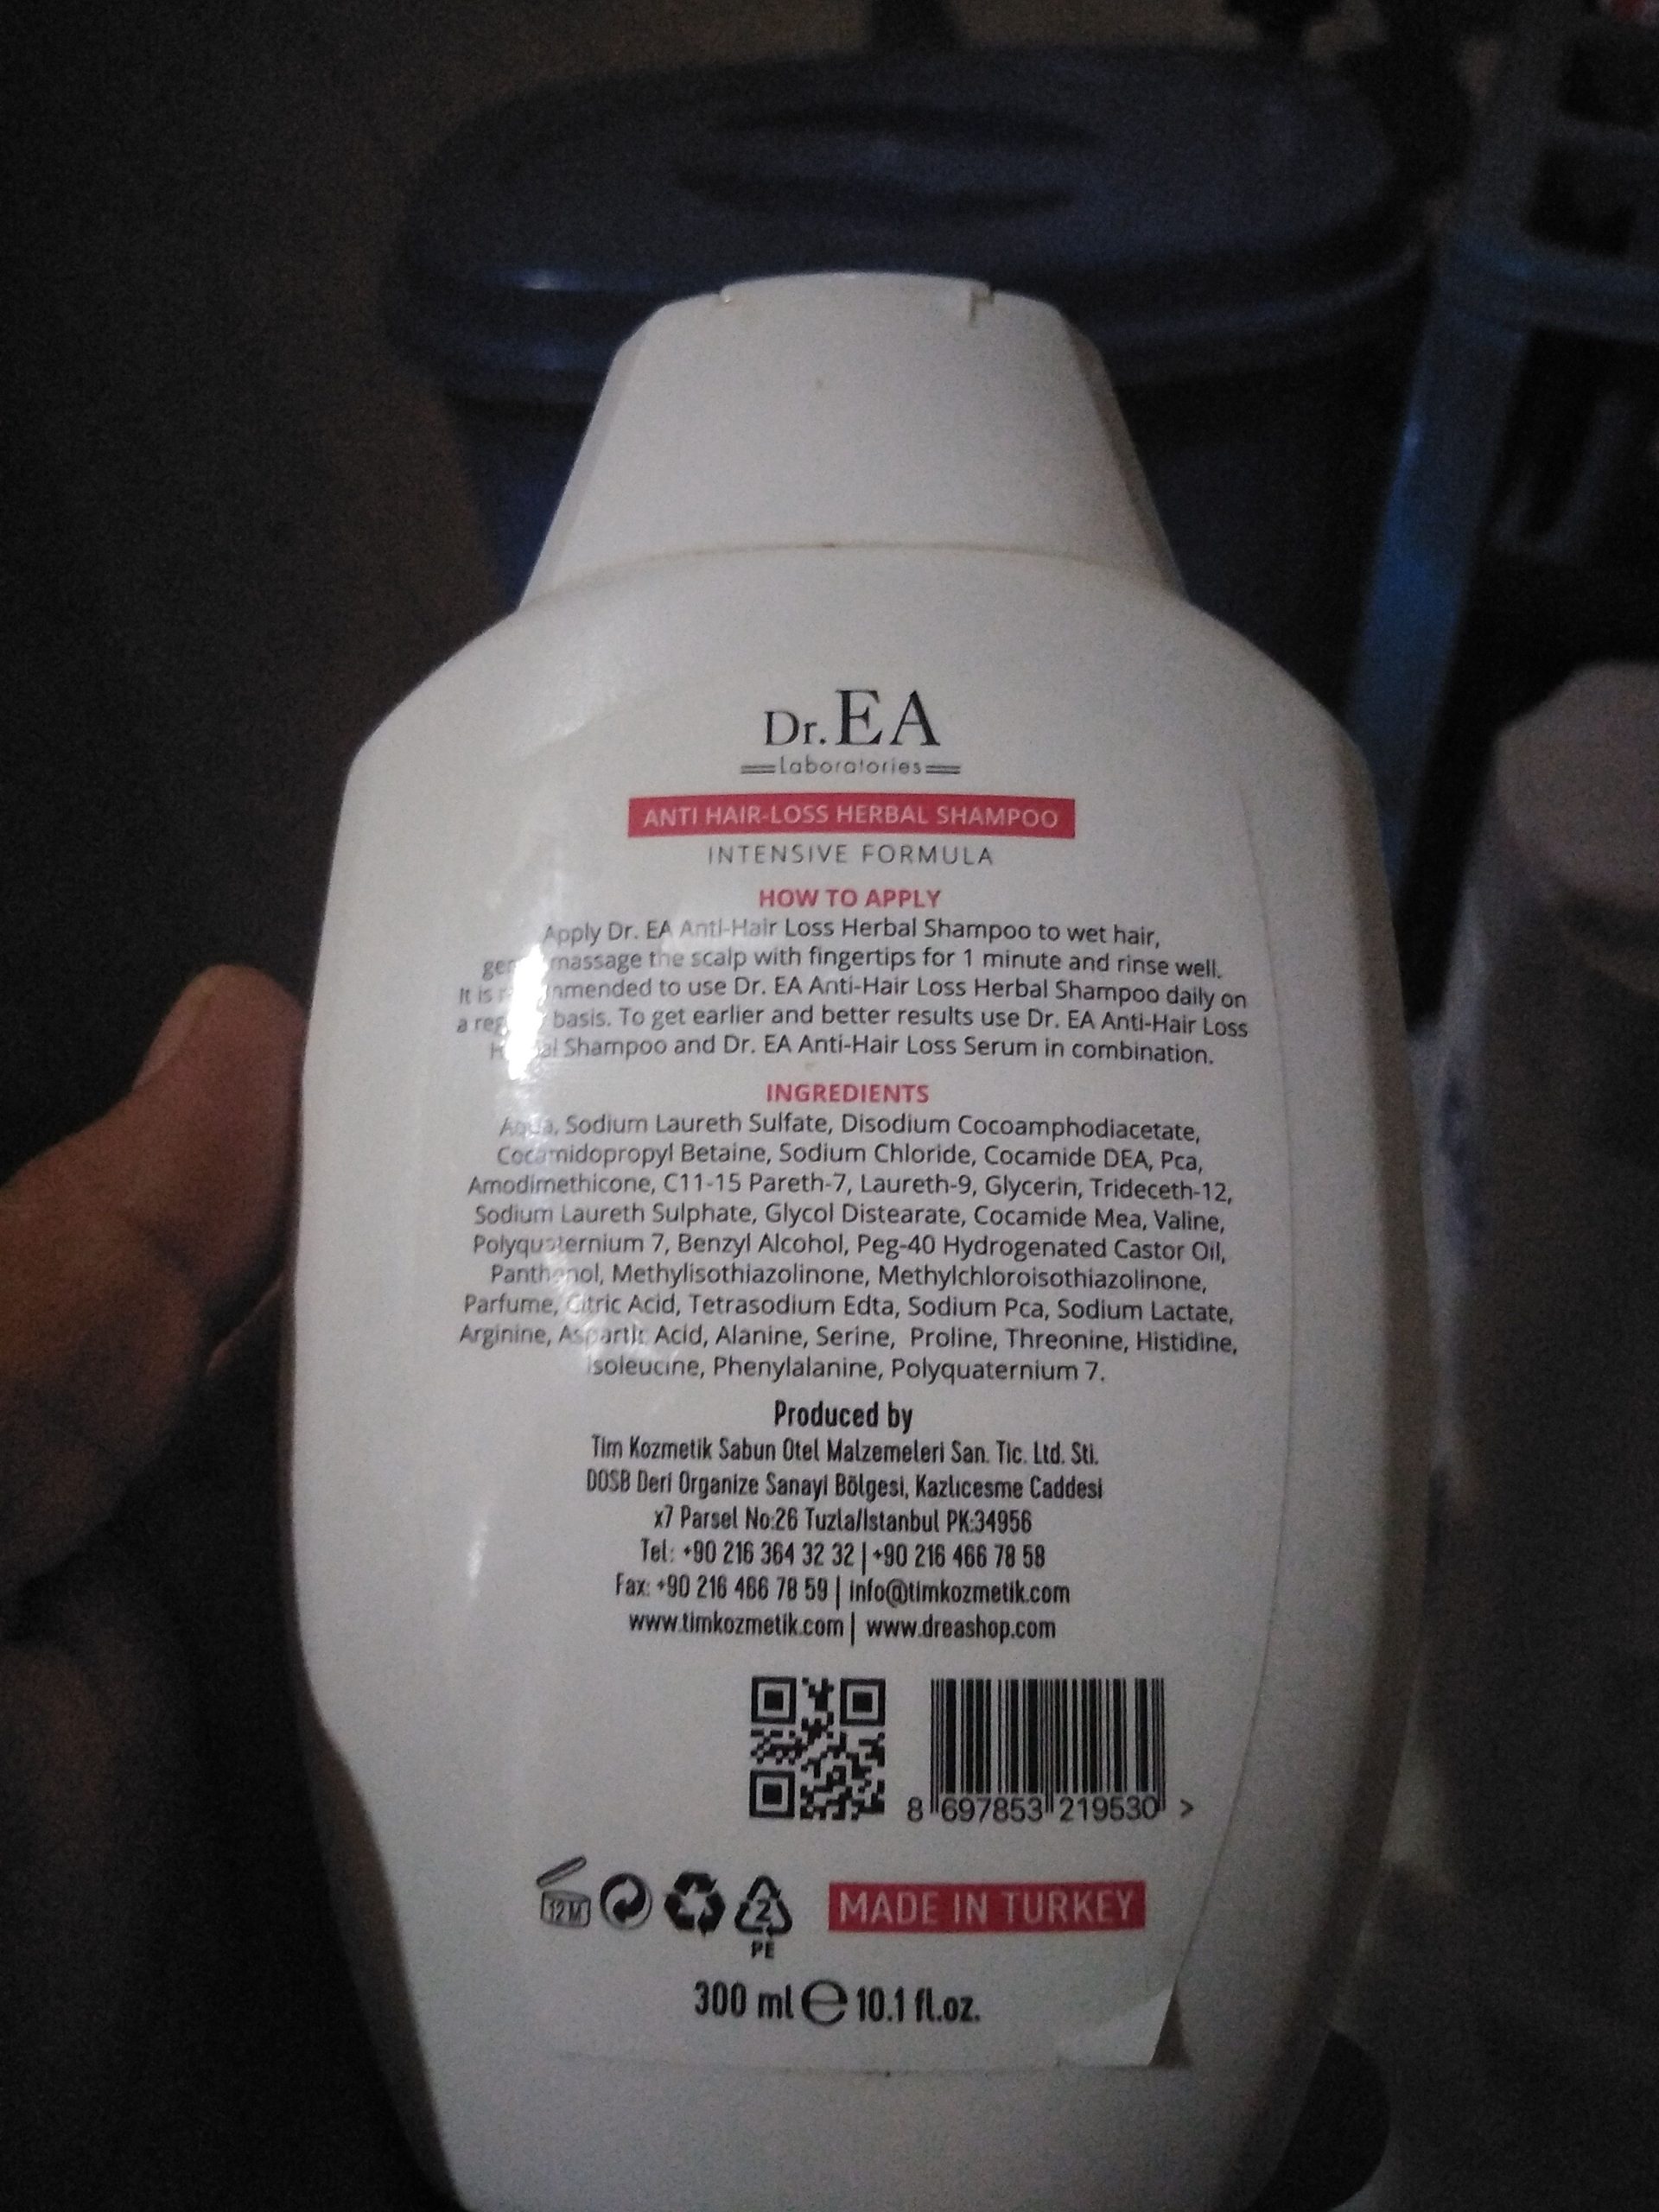 Dr. EA
Laboratories
ANTI HAIR-LOSS HERBAL SHAMPOO
INTENSIVE FORMULA
HOW TO APPLY
Apply Dr. EA Anti-Hair Loss Herbal Shampoo to wet hair,
massage the scalp with fingertips for 1 minute and rinse well.
It is to use Dr. EA Anti-Hair Loss Herbal Shampoo daily on
a basis. To get earlier and better results use Dr. EA Anti-Hair Loss
Shampoo and Dr. EA Anti-Hair Loss Serum in combination.
INGREDIENTS
Aqua, Sodium Laureth Sulfate, Disodium Cocoamphodiacetate,
Cocamidopropyl Betaine, Sodium Chloride, Cocamide DEA, Pca,
Amodimethicone, C11-15 Pareth-7, Laureth-9, Glycerin, Trideceth-12,
Sodium Laureth Sulphate, Glycol Distearate, Cocamide Mea, Valine,
Polyquaternium 7, Benzyl Alcohol, Peg-40 Hydrogenated Castor Oil,
Panthenol, Methylisothiazolinone, Methylchloroisothiazolinone,
Parfume, Citric Acid, Tetrasodium Edta, Sodium Pca, Sodium Lactate,
Arginine, Aspartic Acid, Alanine, Serine, Proline, Threonine, Histidine,
Isoleucine, Phenylalanine, Polyquaternium 7.
Produced by
Tim Kozmetik Sabun Otel Malzemeleri San. Tic. Ltd. Sti.
DOSB Deri Organize Sanayi Bölgesi, Kazlıcesme Caddesi
x7 Parsel No:26 Tuzla/Istanbul PK:34956
Tel: +90 216 364 32 32 | +90 216 466 78 58
Fax: +90 216 466 78 59 | info@timkozmetik.com
www.timkozmetik.com | www.dreashop.com
8 697853 219530 >
12M
2
PE
MADE IN TURKEY
300 ml e 10.1 fl.oz.